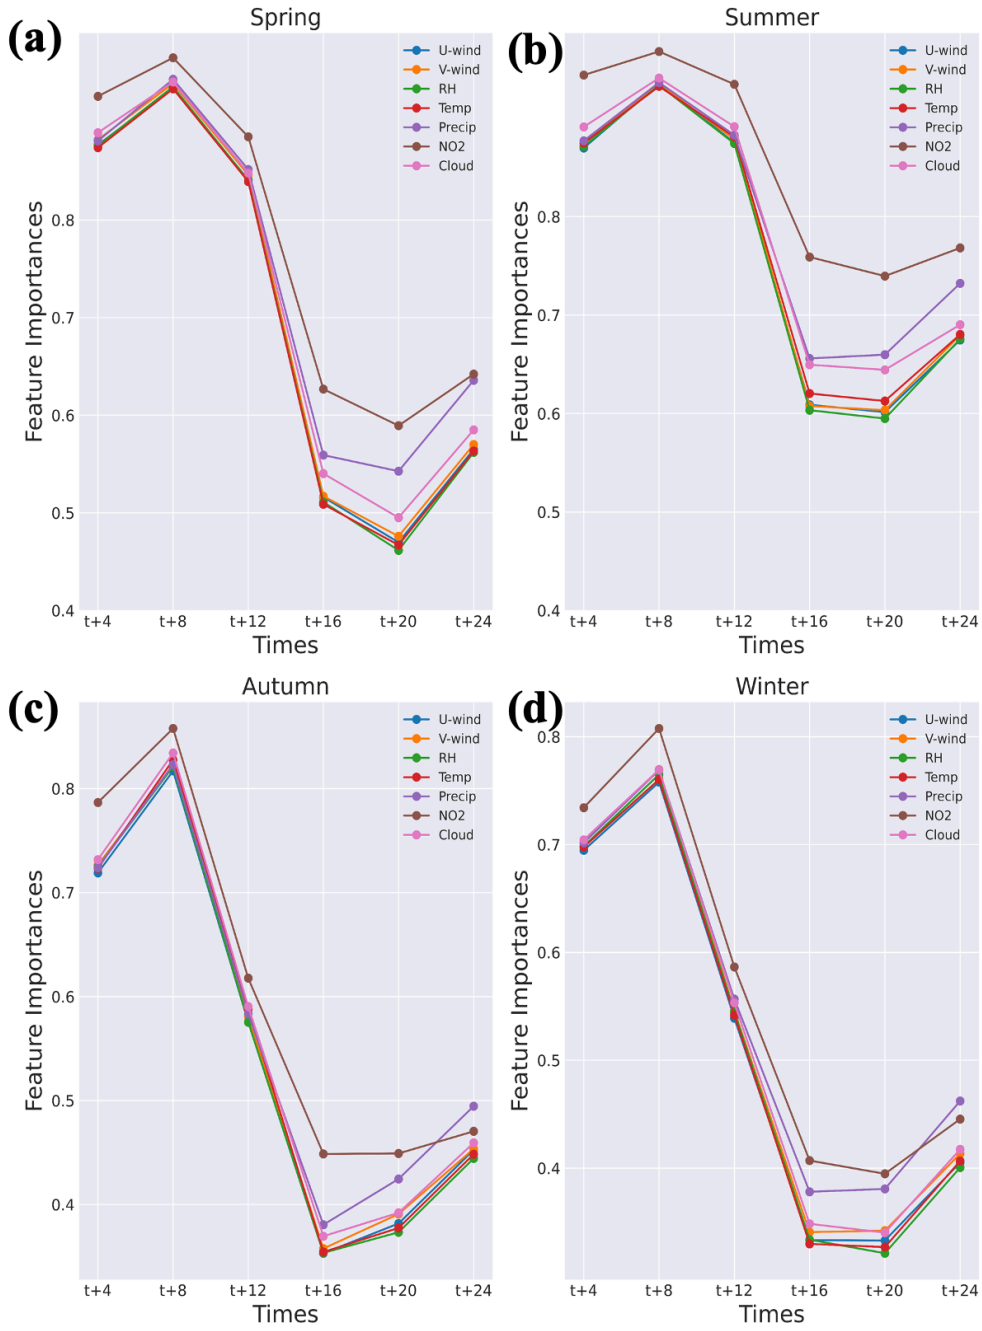 (a)
Spring
U-wind
V-wind
RH
Temp
Precip
NO2
Cloud
Feature Importances
0.8
0.7
0.6
0.5
0.4
t+4 t+8 t+12 t+16 t+20 t+24
Times
(b)
Summer
U-wind
V-wind
RH
Temp
Precip
NO2
Cloud
Feature Importances
0.8
0.7
0.6
0.5
0.4
t+4 t+8 t+12 t+16 t+20 t+24
Times
(c)
Autumn
U-wind
V-wind
RH
Temp
Precip
NO2
Cloud
Feature Importances
0.8
0.7
0.6
0.5
0.4
t+4 t+8 t+12 t+16 t+20 t+24
Times
(d)
Winter
U-wind
V-wind
RH
Temp
Precip
NO2
Cloud
Feature Importances
0.8
0.7
0.6
0.5
0.4
t+4 t+8 t+12 t+16 t+20 t+24
Times